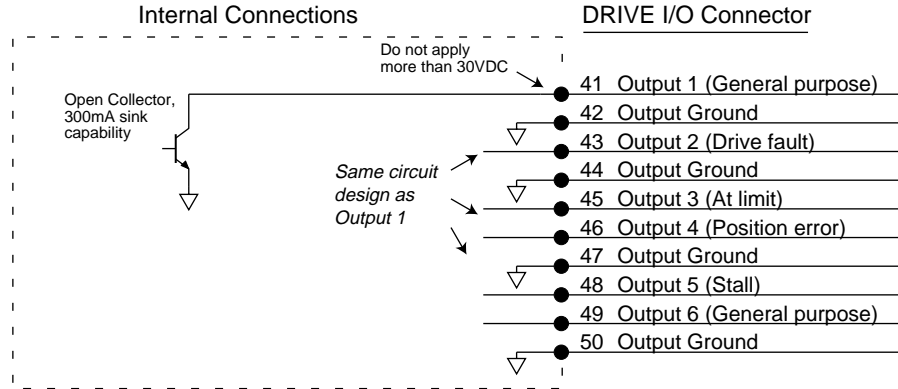 Internal Connections
DRIVE I/O Connector
Do not apply
more than 30VDC
Open Collector,
300mA sink
capability
Same circuit
design as
Output 1
41 Output 1 (General purpose)
42 Output Ground
43 Output 2 (Drive fault)
44 Output Ground
45 Output 3 (At limit)
46 Output 4 (Position error)
47 Output Ground
48 Output 5 (Stall)
49 Output 6 (General purpose)
50 Output Ground